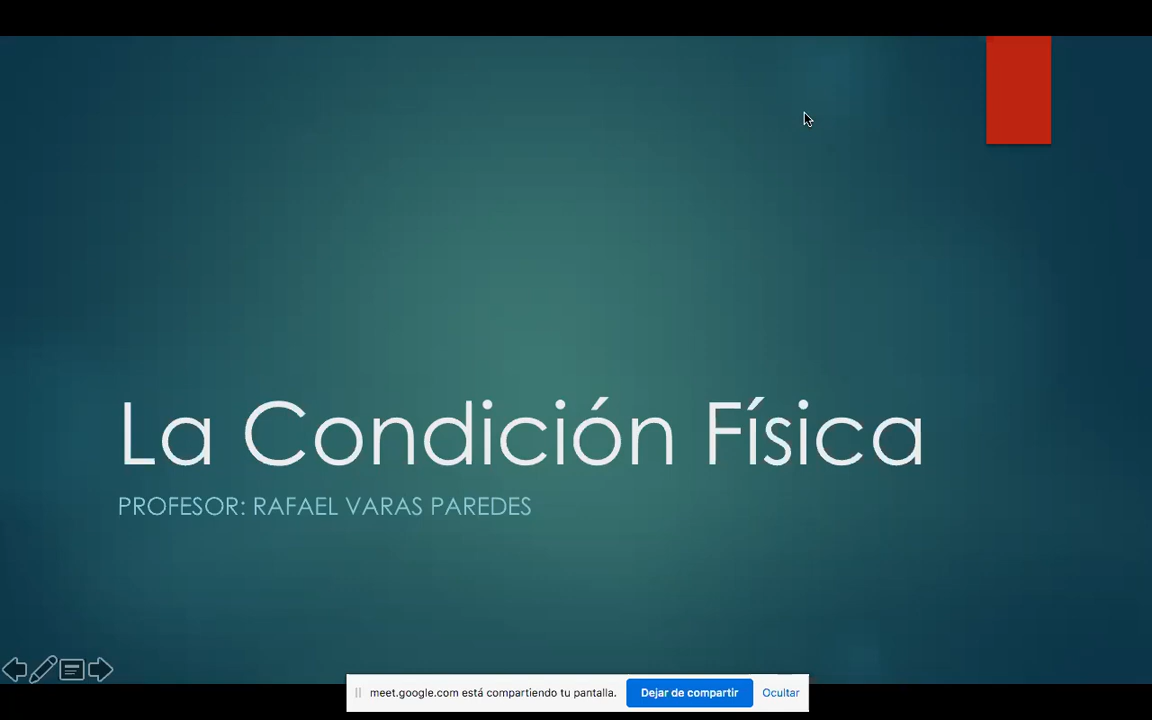 La Condición Física
PROFESOR: RAFAEL VARAS PAREDES
meet.google.com está compartiendo tu pantalla. Dejar de compartir Ocultar